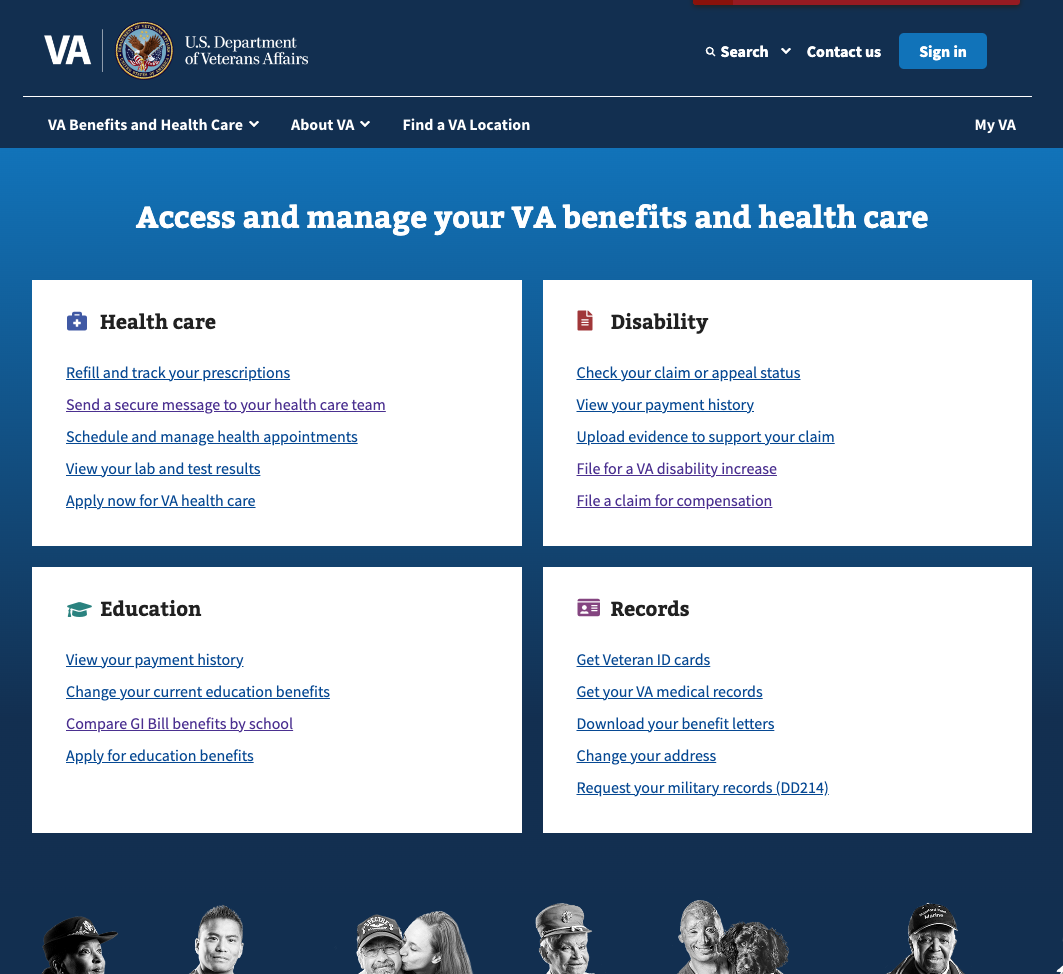 VA
U.S. Department
of Veterans Affairs
Search
Contact us
Sign in
VA Benefits and Health Care
About VA
Find a VA Location
My VA
Access and manage your VA benefits and health care
Health care
Refill and track your prescriptions
Send a secure message to your health care team
Schedule and manage health appointments
View your lab and test results
Apply now for VA health care
Disability
Check your claim or appeal status
View your payment history
Upload evidence to support your claim
File for a VA disability increase
File a claim for compensation
Education
View your payment history
Change your current education benefits
Compare GI Bill benefits by school
Apply for education benefits
Records
Get Veteran ID cards
Get your VA medical records
Download your benefit letters
Change your address
Request your military records (DD214)
Marine